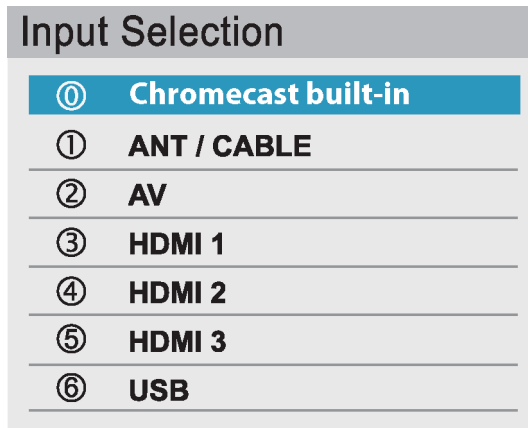 Input Selection
⓪ Chromecast built-in
① ANT / CABLE
② AV
③ HDMI 1
④ HDMI 2
⑤ HDMI 3
⑥ USB